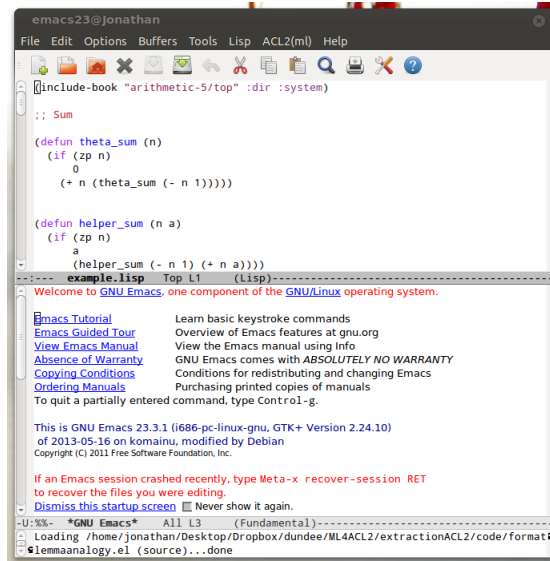 emacs23@jonathan
File Edit Options Buffers Tools Lisp ACL2(ml) Help
(include-book "arithmetic-5/top" :dir :system)
;; Sum
(defun theta_sum (n)
(if (zp n)
0
(+ n (theta_sum (- n 1)))))
(defun helper_sum (n a)
(if (zp n)
a
(helper_sum (- n 1) (+ n a))))
--:--- example.lisp Top L1 (Lisp)--------------------------------
Welcome to GNU Emacs, one component of the GNU/Linux operating system.
Emacs Tutorial Learn basic keystroke commands
Emacs Guided Tour Overview of Emacs features at gnu.org
View Emacs Manual View the Emacs manual using Info
Absence of Warranty GNU Emacs comes with ABSOLUTELY NO WARRANTY
Copying Conditions Conditions for redistributing and changing Emacs
Ordering Manuals Purchasing printed copies of manuals
To quit a partially entered command, type Control-g.
This is GNU Emacs 23.3.1 (i686-pc-linux-gnu, GTK+ Version 2.24.10)
of 2013-05-16 on komainu, modified by Debian
Copyright (C) 2011 Free Software Foundation, Inc.
If an Emacs session crashed recently, type Meta-x recover-session RET
to recover the files you were editing.
Dismiss this startup screen Never show it again.
-U:%%- *GNU Emacs* All L3 (Fundamental)--------------------------
Loading /home/jonathan/Desktop/Dropbox/dundee/ML4ACL2/extractionACL2/code/format
lemmaanalogy.el (source)...done